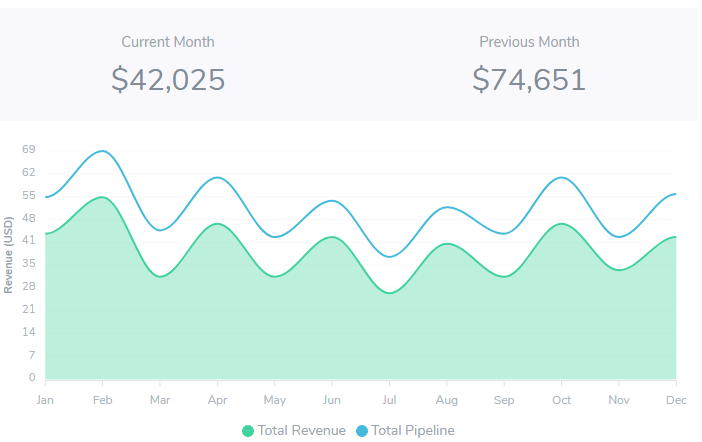 Current Month
$42,025
Previous Month
$74,651
69
62
55
48
41
35
28
21
14
7
0
Revenue (USD)
Jan Feb Mar Apr May Jun Jul Aug Sep Oct Nov Dec
Total Revenue Total Pipeline